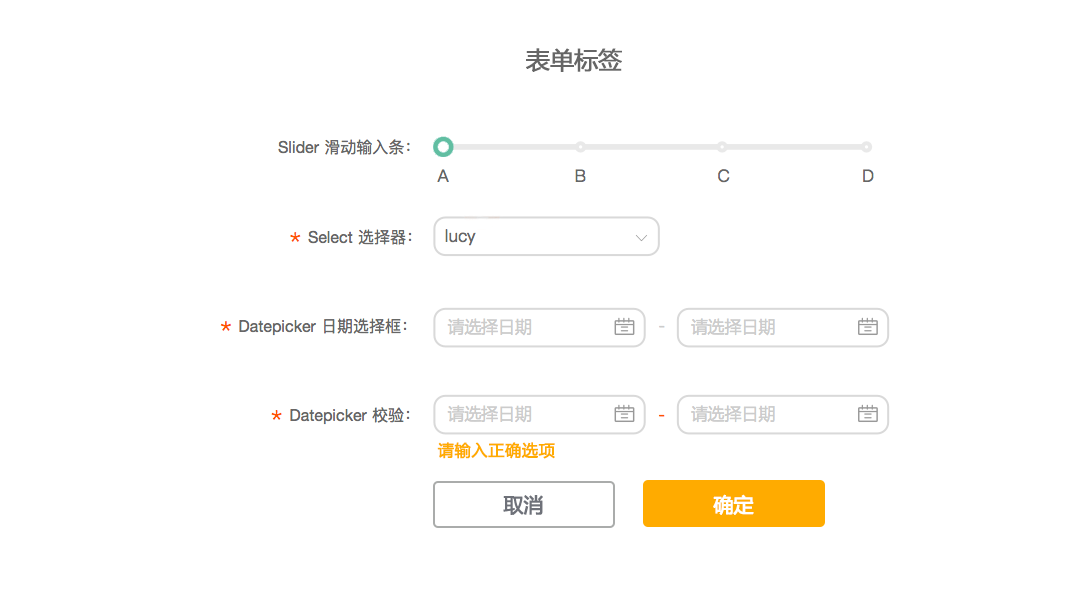 表单标签
Slider 滑动输入条：
A B C D
* Select 选择器： lucy
* Datepicker 日期选择框： 请选择日期 - 请选择日期
* Datepicker 校验： 请选择日期 - 请选择日期
请输入正确选项
取消 确定